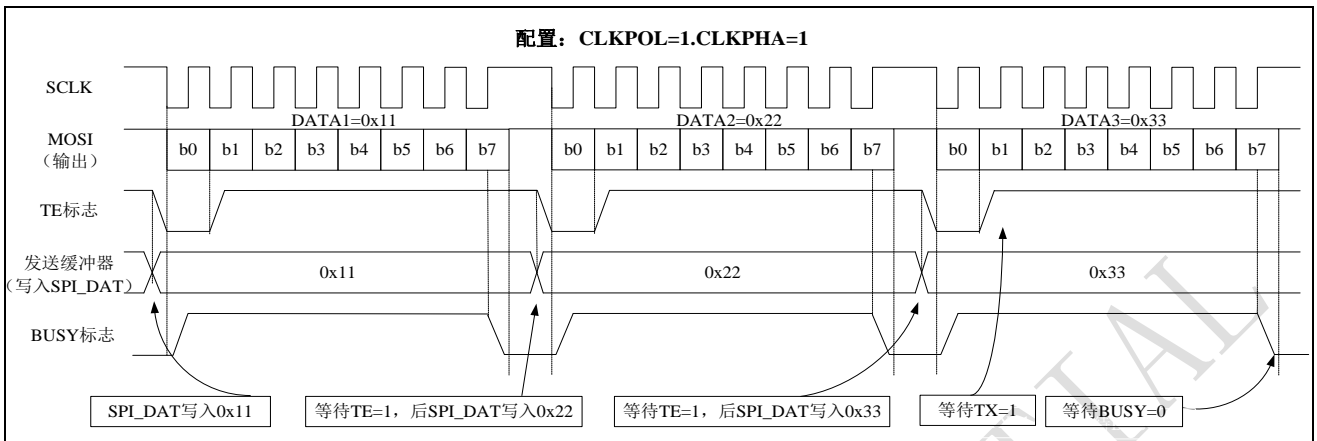 配置：CLKPOL=1.CLKPHA=1
SCLK
DATA1=0x11 DATA2=0x22 DATA3=0x33
MOSI
（输出）
b0 b1 b2 b3 b4 b5 b6 b7 b0 b1 b2 b3 b4 b5 b6 b7 b0 b1 b2 b3 b4 b5 b6 b7
TE标志
发送缓冲器
（写入SPI_DAT）
0x11 0x22 0x33
BUSY标志
SPI_DAT写入0x11 等待TE=1，后SPI_DAT写入0x22 等待TE=1，后SPI_DAT写入0x33 等待TX=1 等待BUSY=0